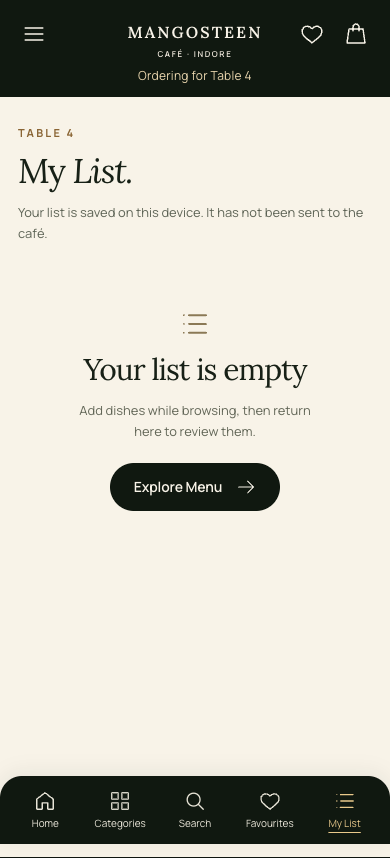 MANGOSTEEN
CAFÉ · INDORE
Ordering for Table 4
TABLE 4
My List.
Your list is saved on this device. It has not been sent to the
café.
Your list is empty
Add dishes while browsing, then return
here to review them.
Explore Menu
Home Categories Search Favourites My List